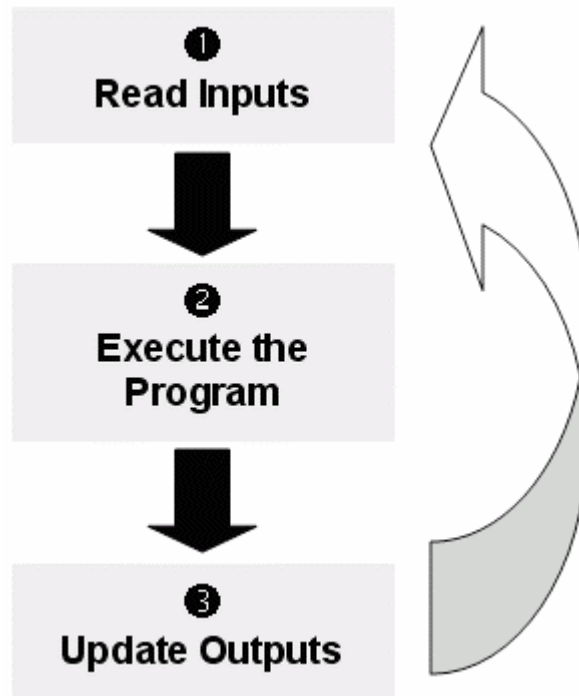 ❶
Read Inputs
❷
Execute the
Program
❸
Update Outputs